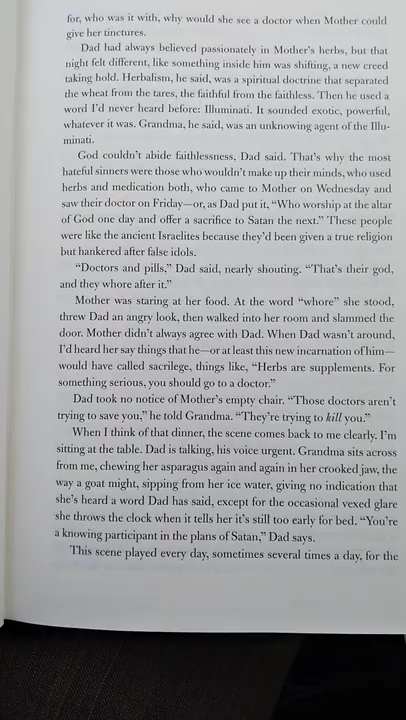 for, who was it with, why would she see a doctor when Mother could
give her tinctures.
Dad had always believed passionately in Mother's herbs, but that
night felt different, like something inside him was shifting, a new creed
taking hold. Herbalism, he said, was a spiritual doctrine that separated
the wheat from the tares, the faithful from the faithless. Then he used a
word I'd never heard before: Illuminati. It sounded exotic, powerful,
whatever it was. Grandma, he said, was an unknowing agent of the Illu-
minati.
God couldn't abide faithlessness, Dad said. That's why the most
hateful sinners were those who wouldn't make up their minds, who used
herbs and medication both, who came to Mother on Wednesday and
saw their doctor on Friday—or, as Dad put it, “Who worship at the altar
of God one day and offer a sacrifice to Satan the next.” These people
were like the ancient Israelites because they'd been given a true religion
but hankered after false idols.
“Doctors and pills,” Dad said, nearly shouting. “That's their god,
and they whore after it.”
Mother was staring at her food. At the word “whore” she stood,
threw Dad an angry look, then walked into her room and slammed the
door. Mother didn't always agree with Dad. When Dad wasn't around,
I'd heard her say things that he—or at least this new incarnation of him—
would have called sacrilege, things like, “Herbs are supplements. For
something serious, you should go to a doctor.”
Dad took no notice of Mother's empty chair. “Those doctors aren't
trying to save you,” he told Grandma. “They're trying to kill you.”
When I think of that dinner, the scene comes back to me clearly. I'm
sitting at the table. Dad is talking, his voice urgent. Grandma sits across
from me, chewing her asparagus again and again in her crooked jaw, the
way a goat might, sipping from her ice water, giving no indication that
she's heard a word Dad has said, except for the occasional vexed glare
she throws the clock when it tells her it's still too early for bed. “You're
a knowing participant in the plans of Satan,” Dad says.
This scene played every day, sometimes several times a day, for the